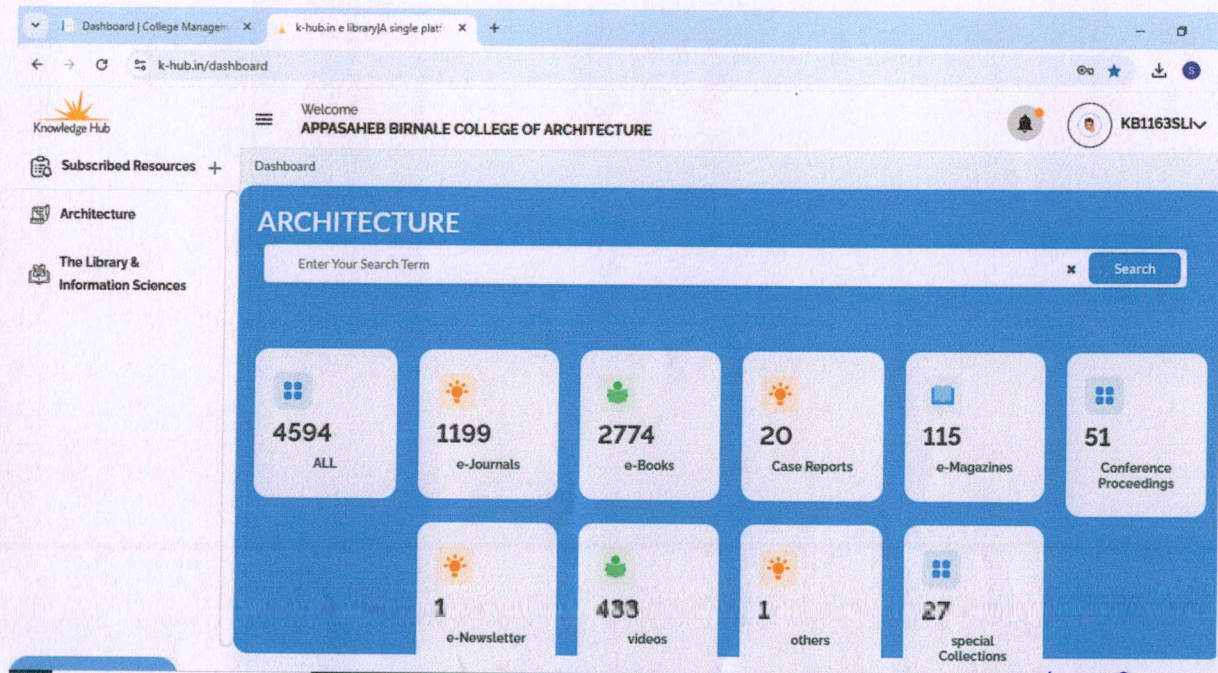 Dashboard | College Managem
k-hub.in e library|A single platf
k-hub.in/dashboard
S
Knowledge Hub
Welcome
APPASAHEB BIRNALE COLLEGE OF ARCHITECTURE
KB1163SLI
Subscribed Resources +
Dashboard
Architecture
The Library &
Information Sciences
ARCHITECTURE
Enter Your Search Term
Search
4594
ALL
1199
e-Journals
2774
e-Books
20
Case Reports
115
e-Magazines
51
Conference
Proceedings
1
e-Newsletter
433
videos
1
others
27
special
Collections